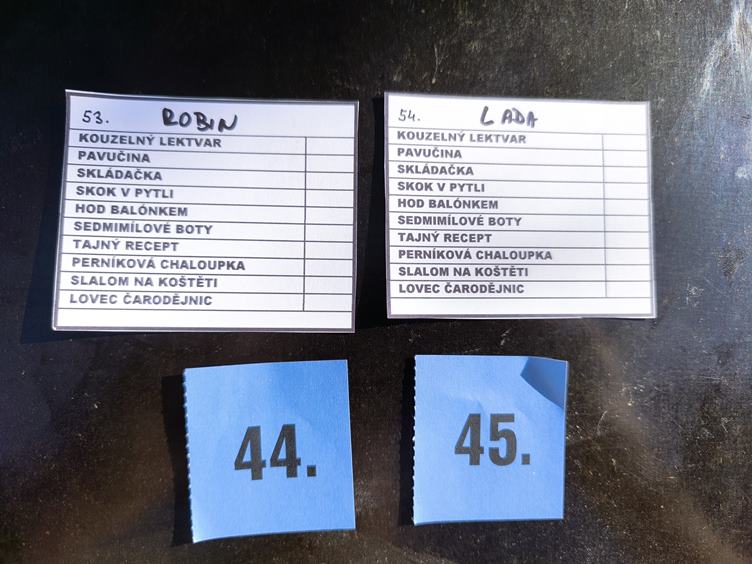 53. ROBIN
KOUZELNÝ LEKTVAR
PAVUČINA
SKLÁDAČKA
SKOK V PYTLI
HOD BALÓNKEM
SEDMIMÍLOVÉ BOTY
TAJNÝ RECEPT
PERNÍKOVÁ CHALOUPKA
SLALOM NA KOŠTĚTI
LOVEC ČARODĚJNIC
54. LADA
KOUZELNÝ LEKTVAR
PAVUČINA
SKLÁDAČKA
SKOK V PYTLI
HOD BALÓNKEM
SEDMIMÍLOVÉ BOTY
TAJNÝ RECEPT
PERNÍKOVÁ CHALOUPKA
SLALOM NA KOŠTĚTI
LOVEC ČARODĚJNIC
44.
45.